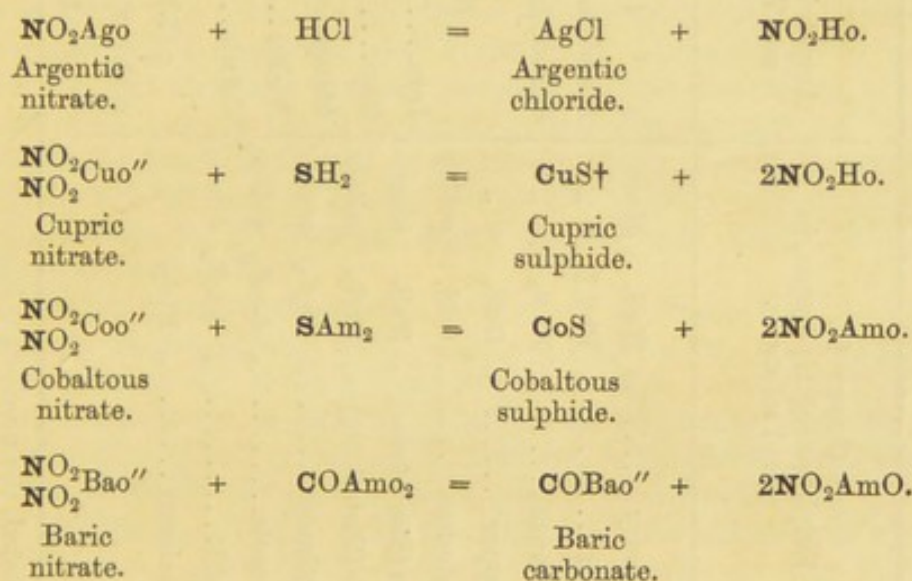 NO₂Ago + HCl = AgCl + NO₂Ho.
Argentic Argentic
nitrate. chloride.
NO₂
NO₂Cuo″ + SH₂ = CuS† + 2NO₂Ho.
Cupric Cupric
nitrate. sulphide.
NO₂
NO₂Coo″ + SAm₂ = CoS + 2NO₂Amo.
Cobaltous Cobaltous
nitrate. sulphide.
NO₂
NO₂Bao″ + COAmo₂ = COBao″ + 2NO₂AmO.
Baric Baric
nitrate. carbonate.